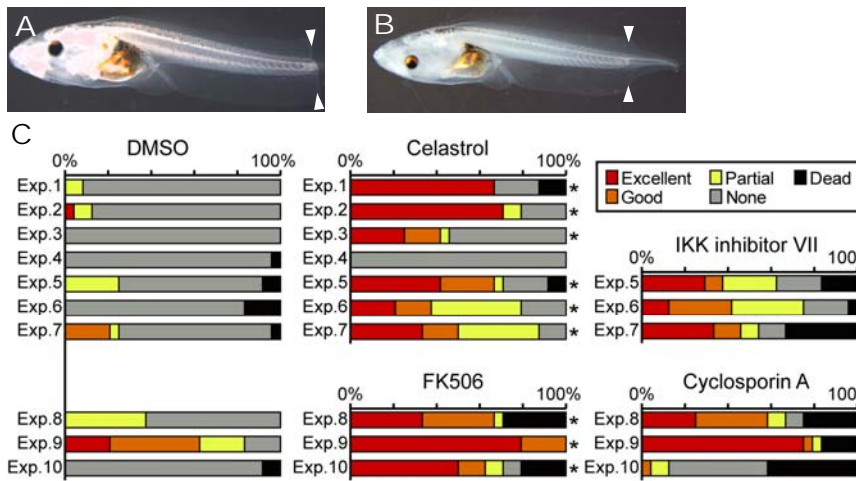 A
B
C
DMSO
0% 100%
Exp.1
Exp.2
Exp.3
Exp.4
Exp.5
Exp.6
Exp.7
Exp.8
Exp.9
Exp.10
Celastrol
0% 100%
Exp.1 *
Exp.2 *
Exp.3 *
Exp.4
Exp.5 *
Exp.6 *
Exp.7 *
Excellent Partial Dead
Good None
IKK inhibitor VII
0% 100
Exp.5
Exp.6
Exp.7
FK506
0% 100%
Exp.8 *
Exp.9 *
Exp.10 *
Cyclosporin A
0% 100
Exp.8
Exp.9
Exp.10